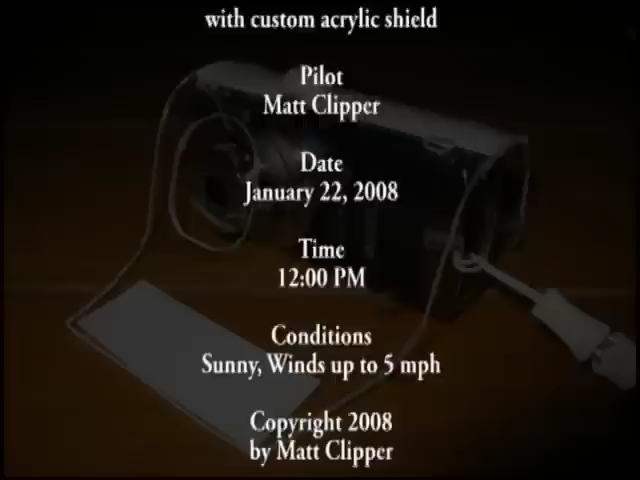 with custom acrylic shield
Pilot
Matt Clipper
Date
January 22, 2008
Time
12:00 PM
Conditions
Sunny, Winds up to 5 mph
Copyright 2008
by Matt Clipper